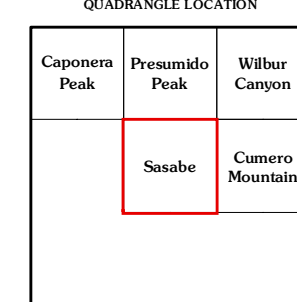 QUADRANGLE LOCATION
Caponera Presumido Wilbur
Peak Peak Canyon
Sasabe Cumero
Mountain